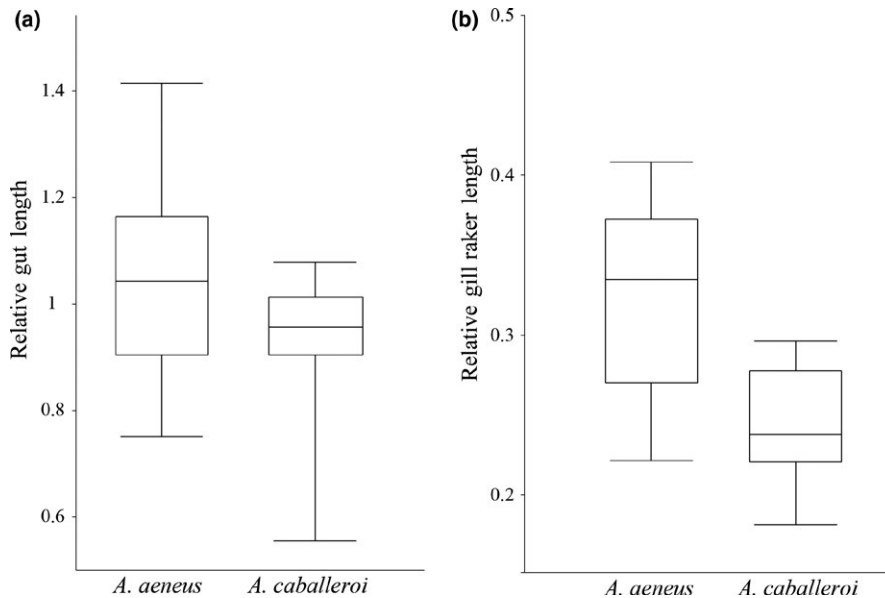 (a)
Relative gut length
1.4
1.2
1
0.8
0.6
A. aeneus
A. caballeroi
(b)
Relative gill raker length
0.5
0.4
0.3
0.2
A. aeneus
A. caballeroi